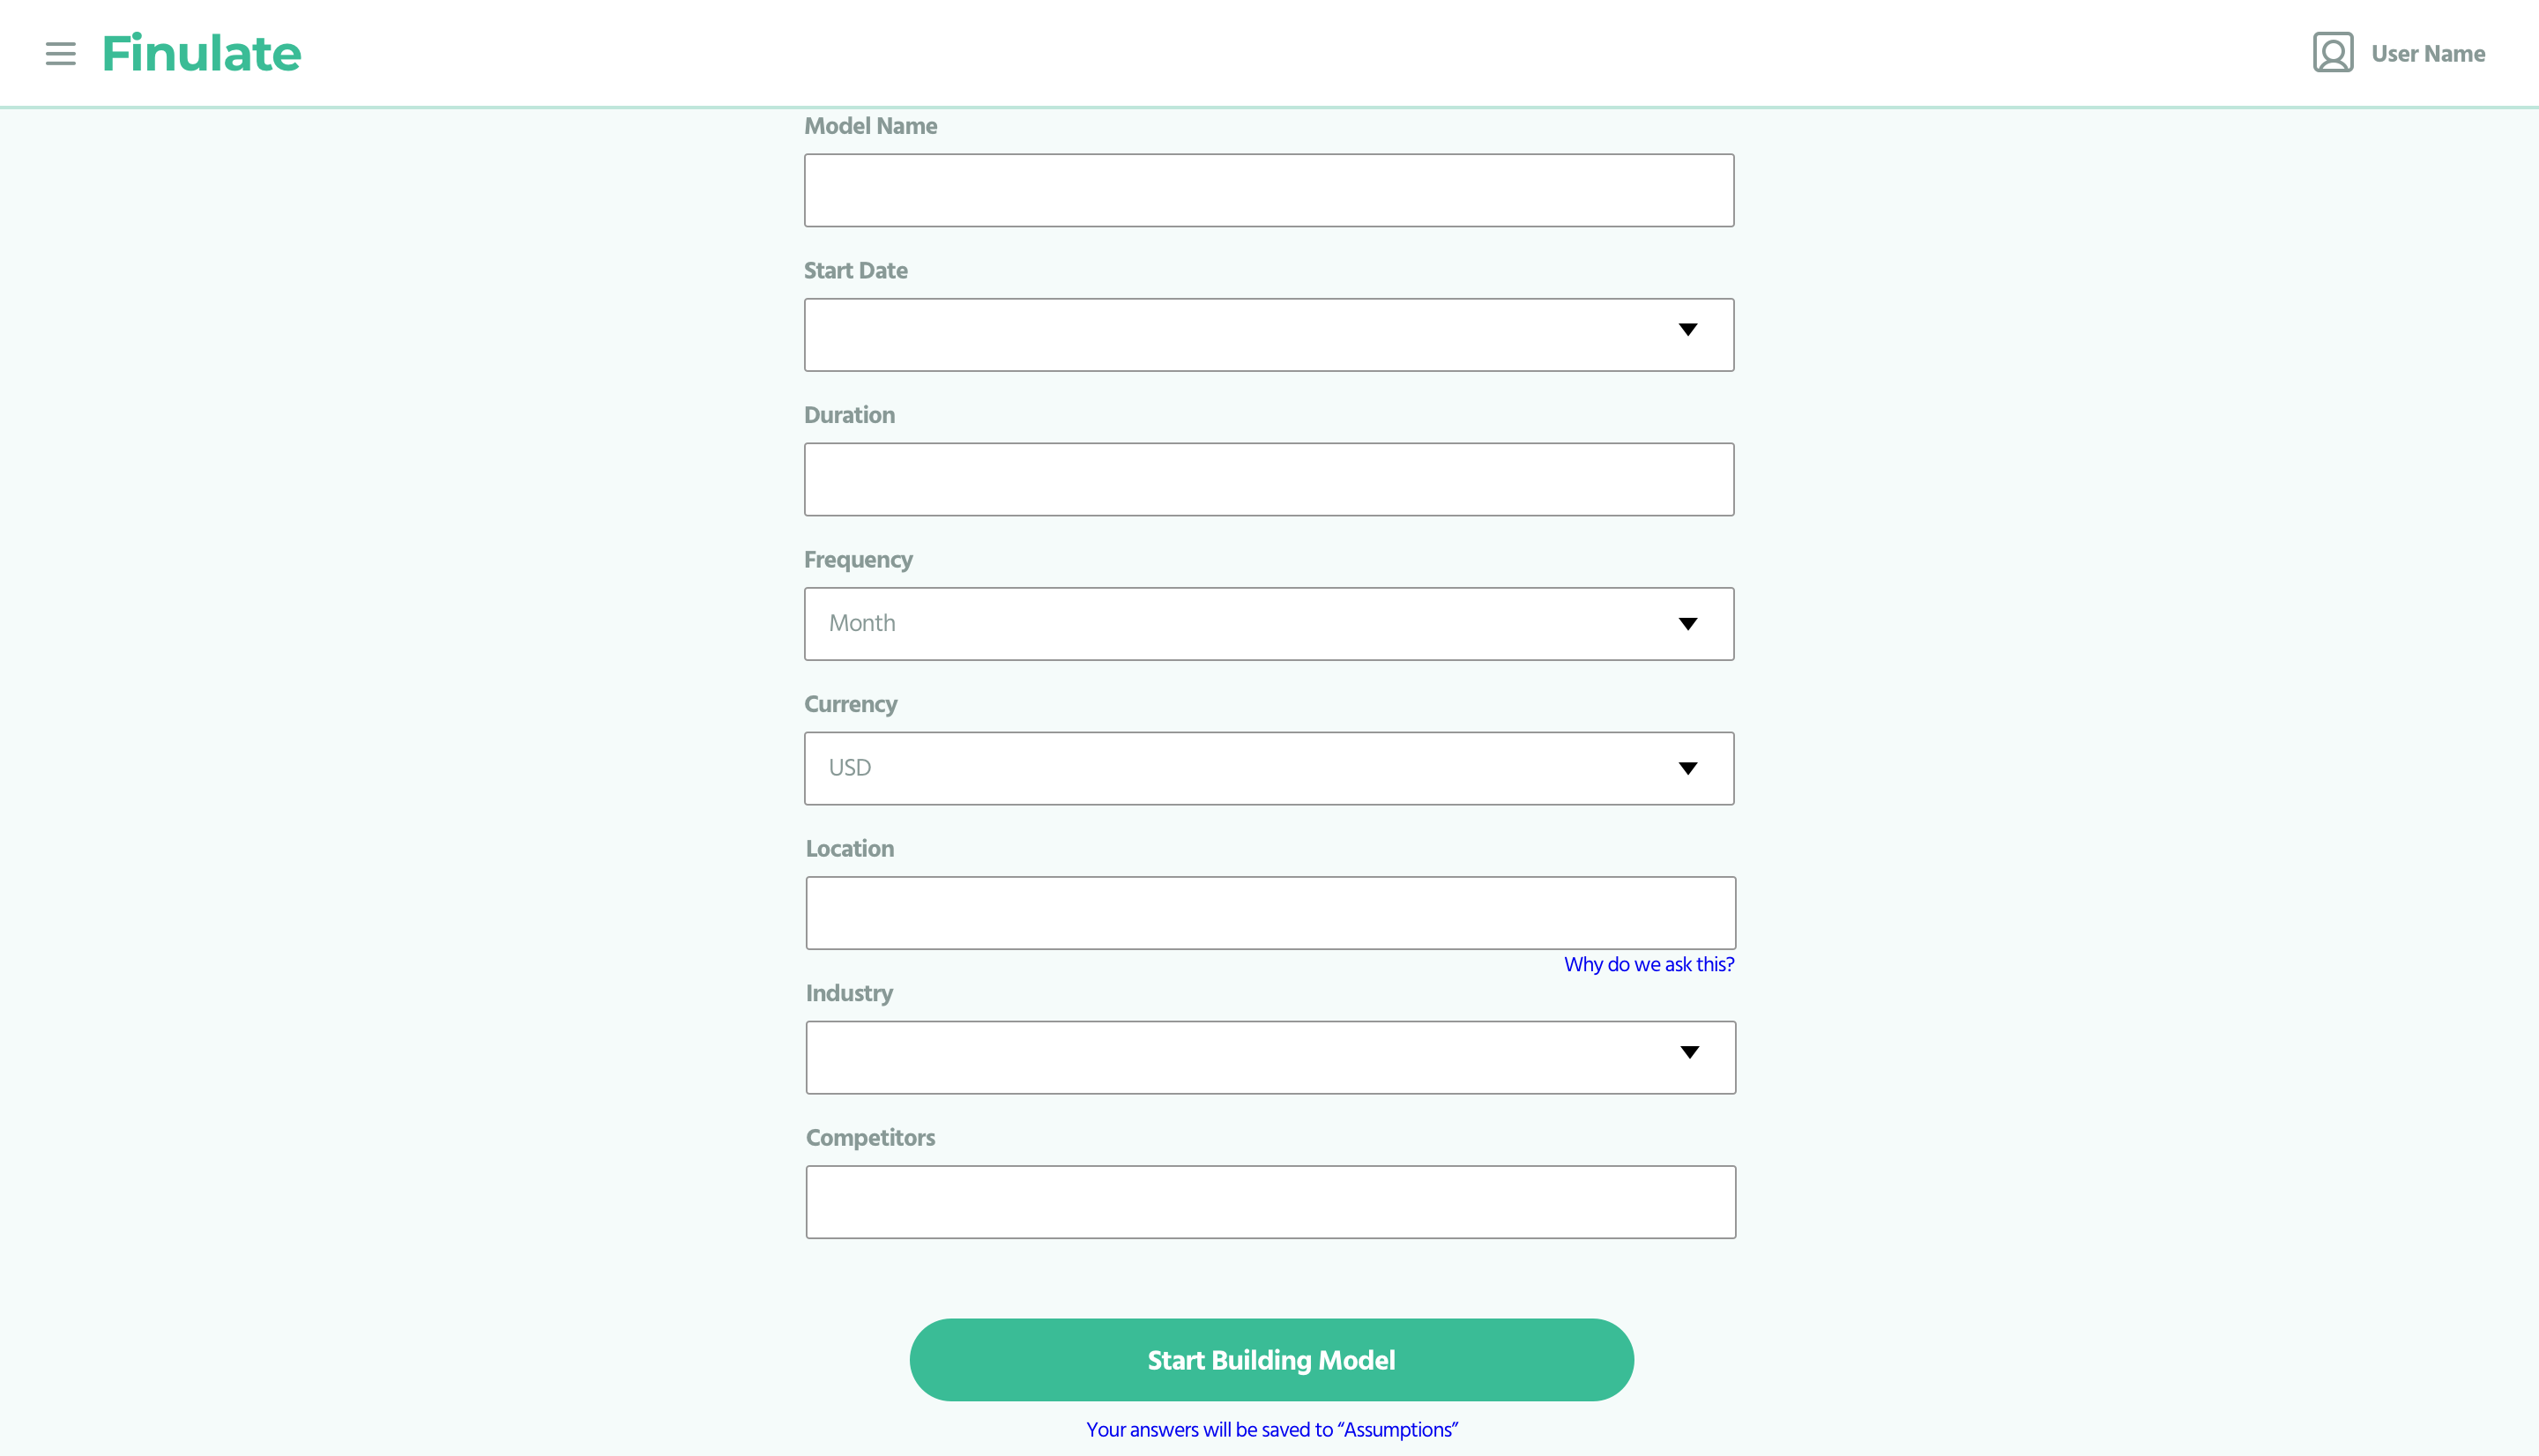 Finulate
User Name
Model Name
Start Date
Duration
Frequency
Month
Currency
USD
Location
Why do we ask this?
Industry
Competitors
Start Building Model
Your answers will be saved to “Assumptions”